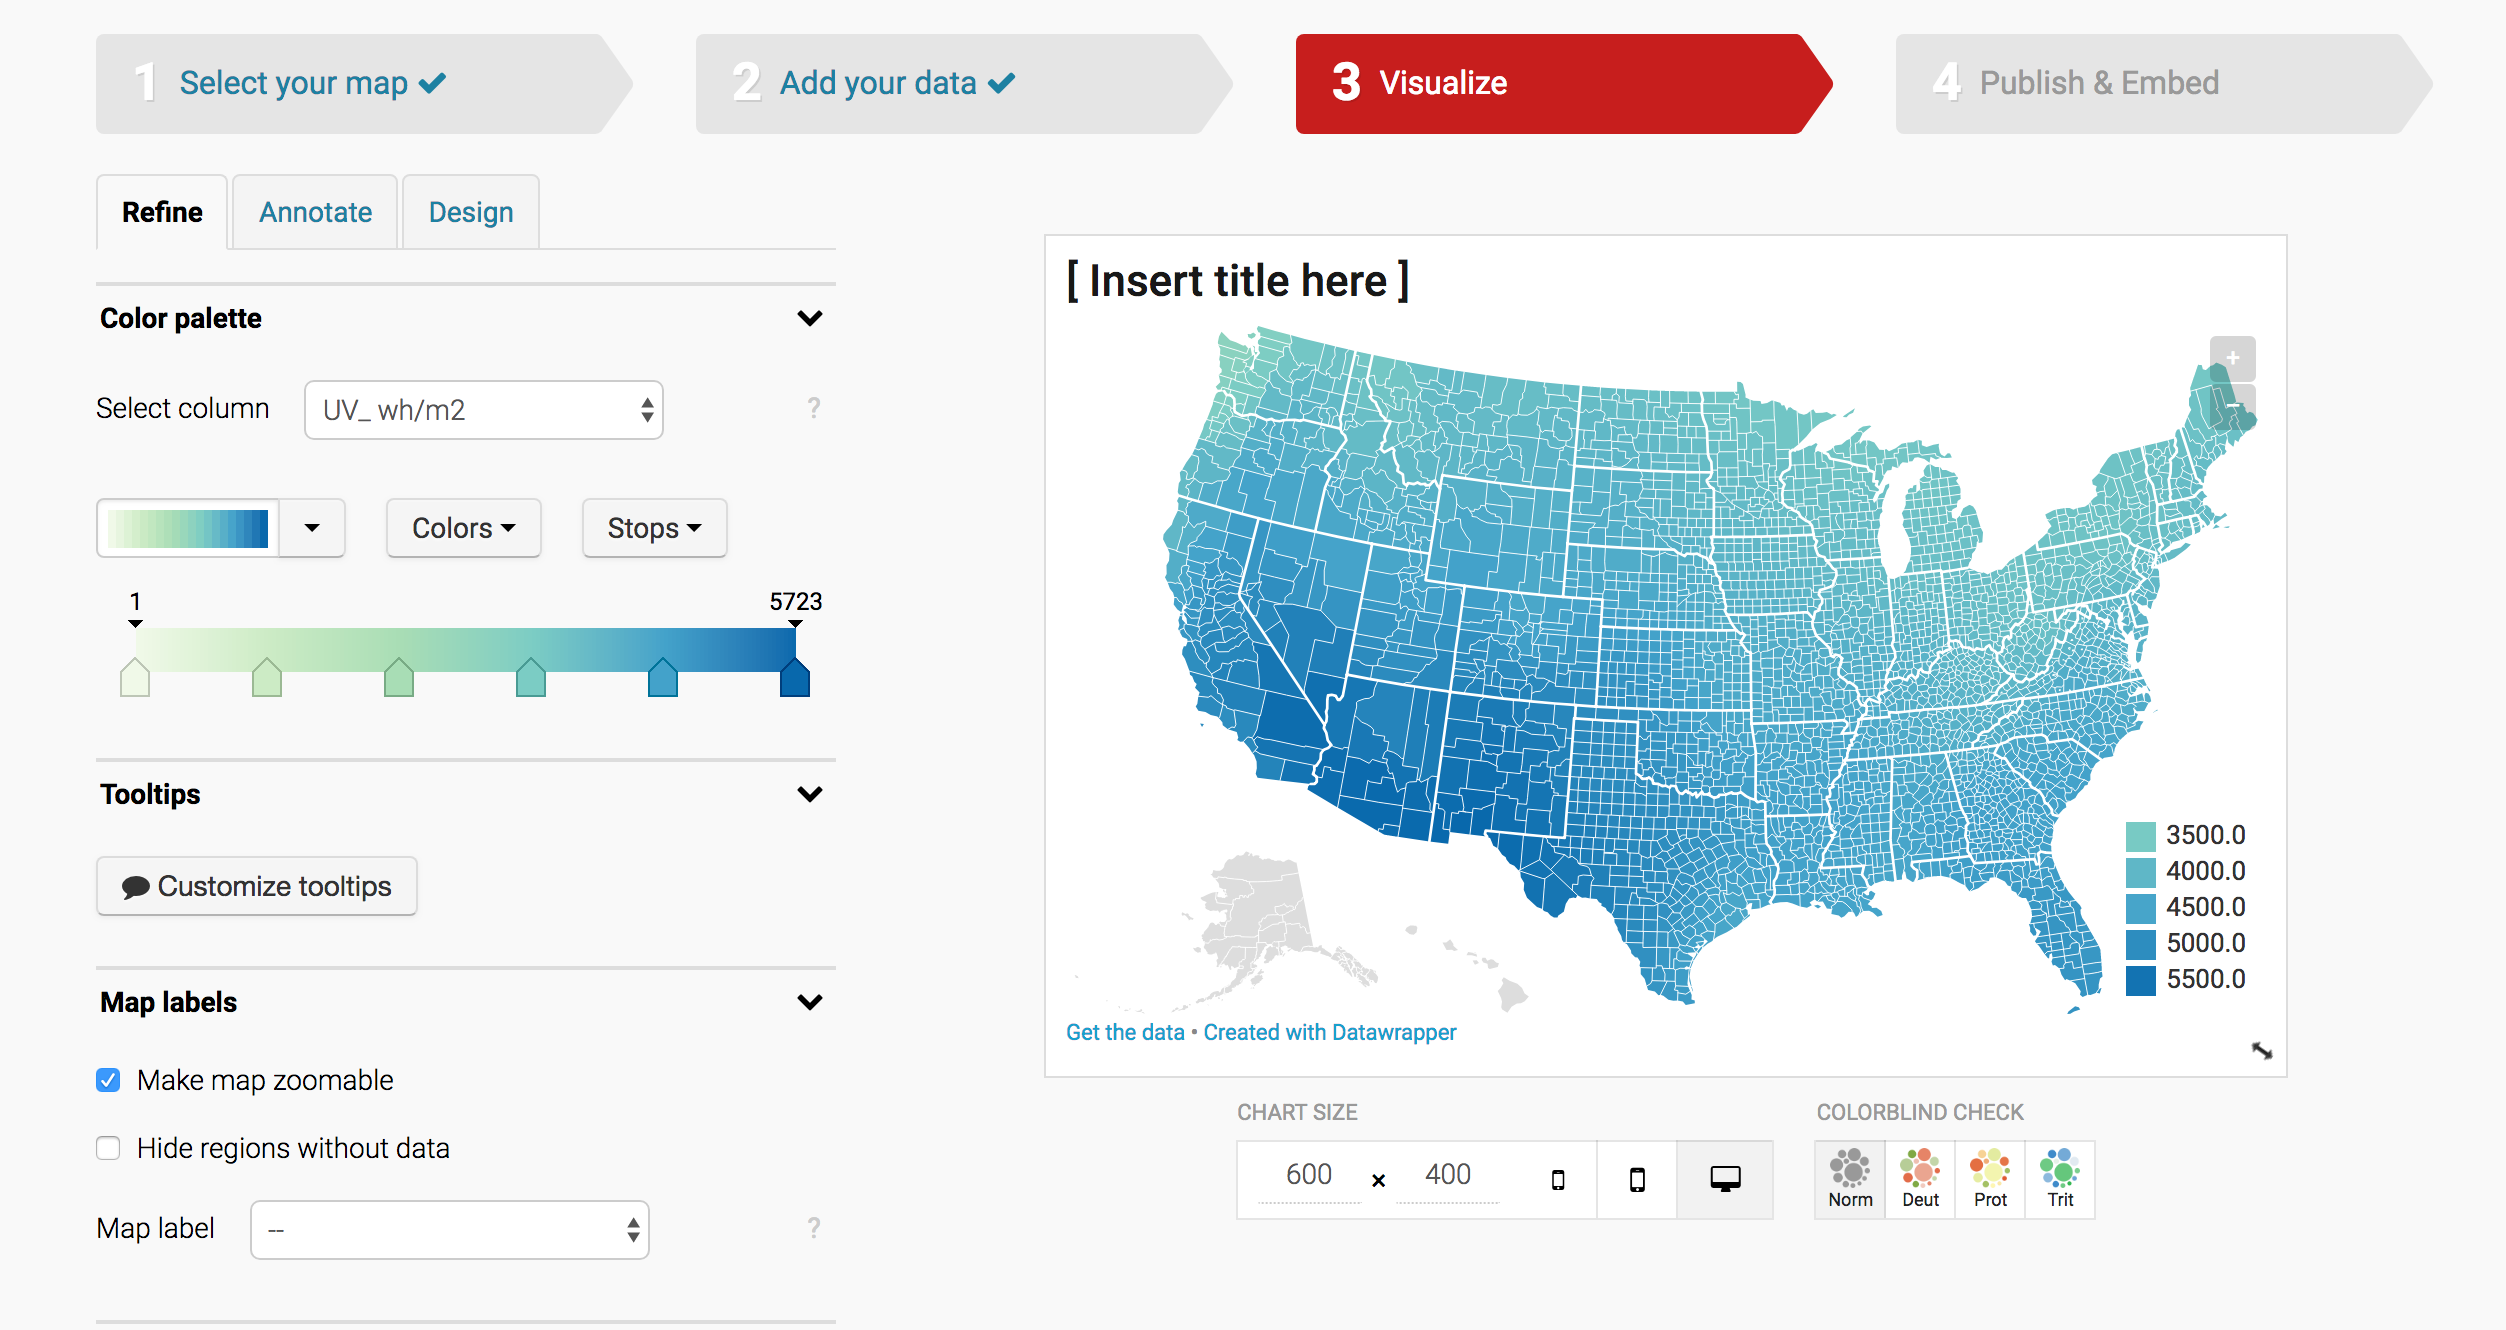 1 Select your map
2 Add your data
3 Visualize
4 Publish & Embed
Refine
Annotate
Design
Color palette
Select column
UV_ wh/m2
?
Colors
Stops
1
5723
Tooltips
Customize tooltips
Map labels
Make map zoomable
Hide regions without data
Map label
--
?
[ Insert title here ]
+
−
3500.0
4000.0
4500.0
5000.0
5500.0
Get the data • Created with Datawrapper
CHART SIZE
600 × 400
COLORBLIND CHECK
Norm
Deut
Prot
Trit